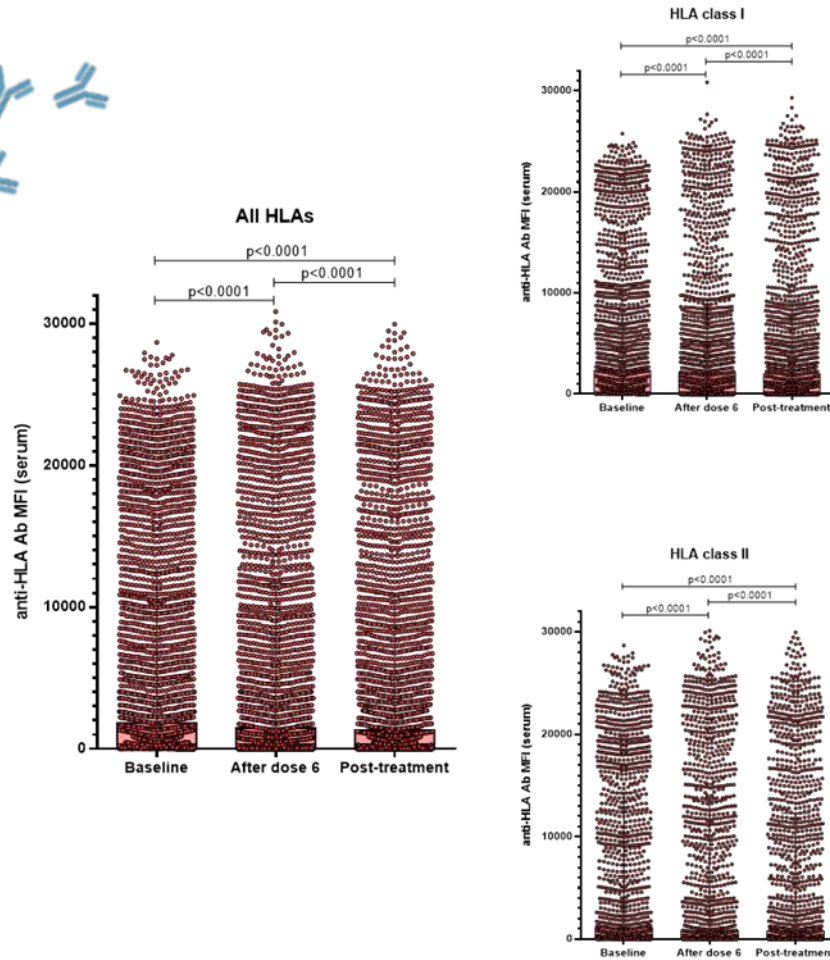 All HLAs
p<0.0001
p<0.0001
p<0.0001
anti-HLA Ab MFI (serum)
30000
20000
10000
0
Baseline After dose 6 Post-treatment
HLA class I
p<0.0001
p<0.0001
p<0.0001
anti-HLA Ab MFI (serum)
30000
20000
10000
0
Baseline After dose 6 Post-treatment
HLA class II
p<0.0001
p<0.0001
p<0.0001
anti-HLA Ab MFI (serum)
30000
20000
10000
0
Baseline After dose 6 Post-treatment